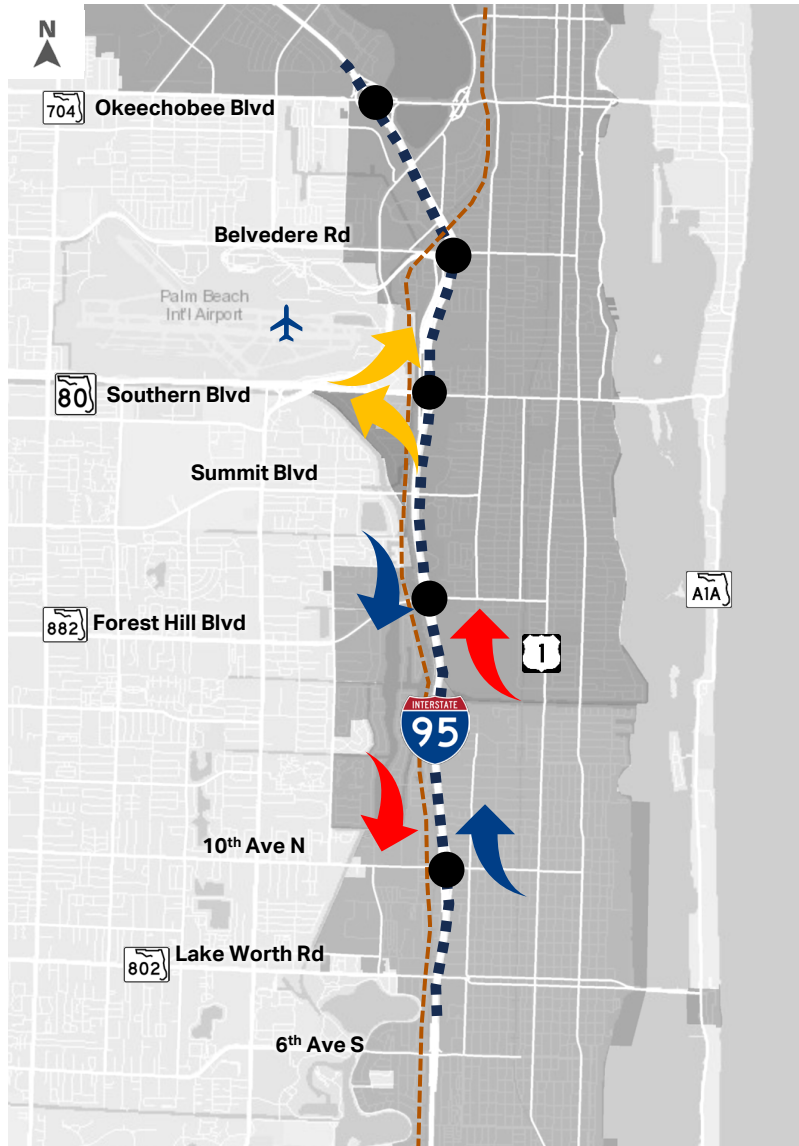 N
704 Okeechobee Blvd
Belvedere Rd
Palm Beach
Int'l Airport
80 Southern Blvd
Summit Blvd
A1A
882 Forest Hill Blvd
1
INTERSTATE
95
10th Ave N
802 Lake Worth Rd
6th Ave S